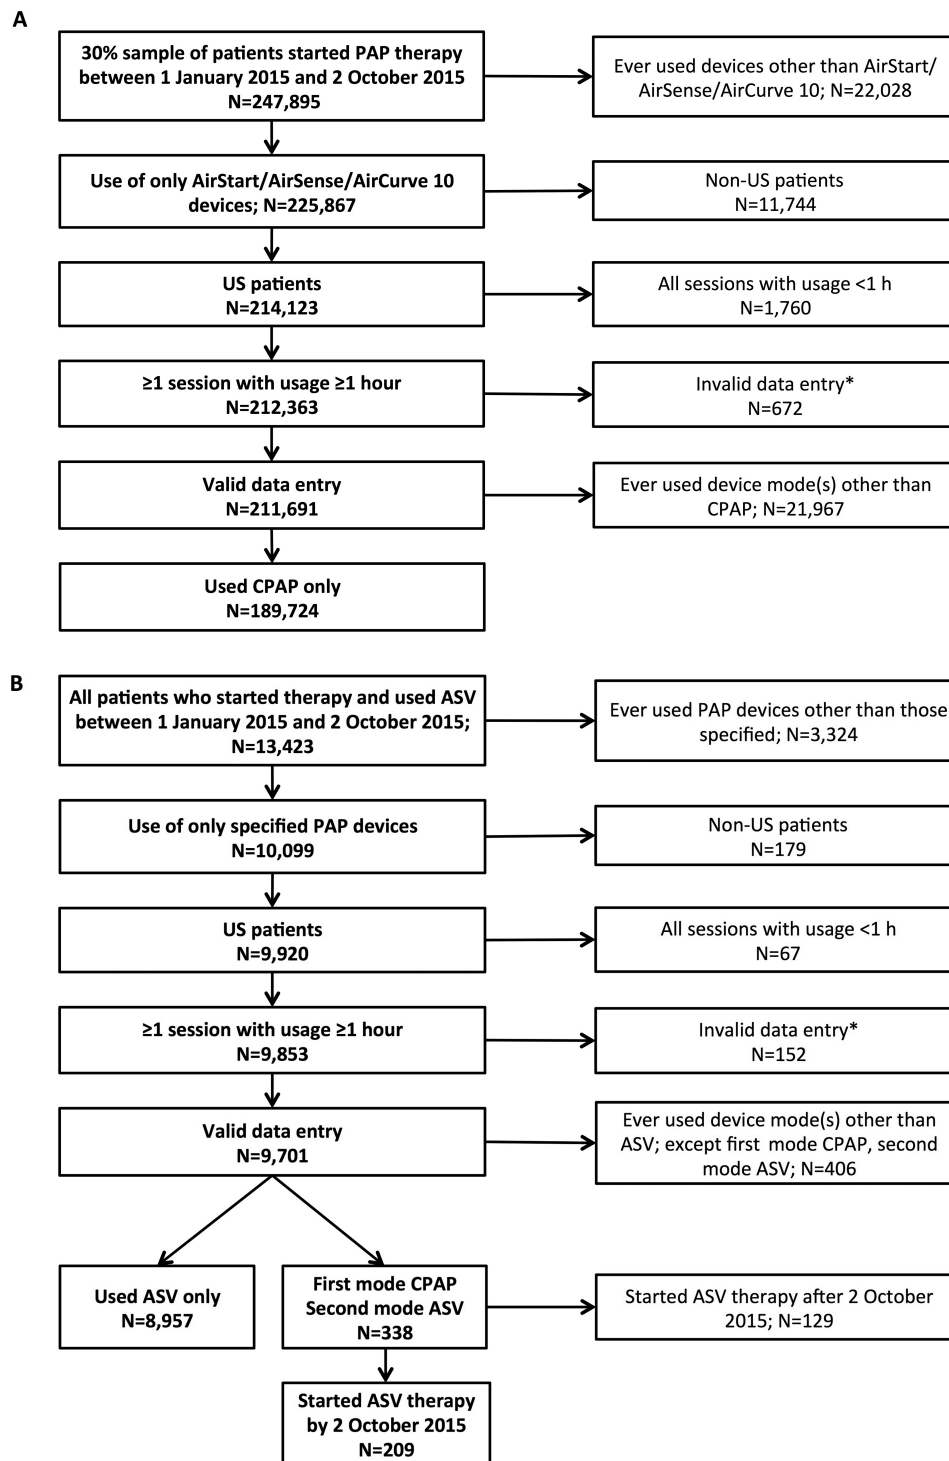 A
30% sample of patients started PAP therapy
between 1 January 2015 and 2 October 2015
N=247,895
Ever used devices other than AirStart/
AirSense/AirCurve 10; N=22,028
Use of only AirStart/AirSense/AirCurve 10
devices; N=225,867
Non-US patients
N=11,744
US patients
N=214,123
All sessions with usage <1 h
N=1,760
≥1 session with usage ≥1 hour
N=212,363
Invalid data entry*
N=672
Valid data entry
N=211,691
Ever used device mode(s) other than
CPAP; N=21,967
Used CPAP only
N=189,724
B
All patients who started therapy and used ASV
between 1 January 2015 and 2 October 2015;
N=13,423
Ever used PAP devices other than those
specified; N=3,324
Use of only specified PAP devices
N=10,099
Non-US patients
N=179
US patients
N=9,920
All sessions with usage <1 h
N=67
≥1 session with usage ≥1 hour
N=9,853
Invalid data entry*
N=152
Valid data entry
N=9,701
Ever used device mode(s) other than
ASV; except first mode CPAP, second
mode ASV; N=406
Used ASV only
N=8,957
First mode CPAP
Second mode ASV
N=338
Started ASV therapy after 2 October
2015; N=129
Started ASV therapy
by 2 October 2015
N=209